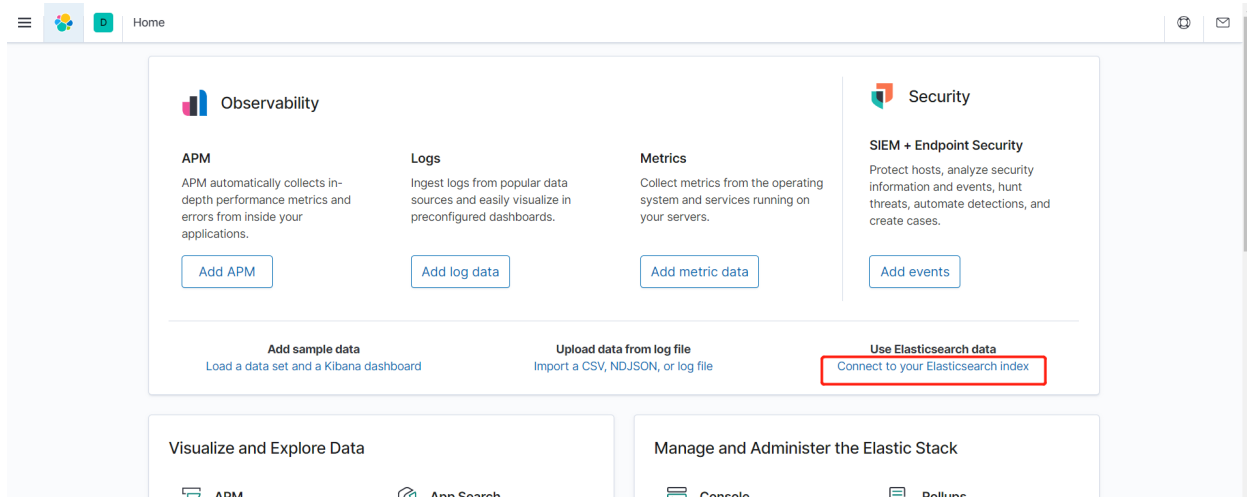 D
Home
Observability
APM
APM automatically collects in-
depth performance metrics and
errors from inside your
applications.
Add APM
Logs
Ingest logs from popular data
sources and easily visualize in
preconfigured dashboards.
Add log data
Metrics
Collect metrics from the operating
system and services running on
your servers.
Add metric data
Security
SIEM + Endpoint Security
Protect hosts, analyze security
information and events, hunt
threats, automate detections, and
create cases.
Add events
Add sample data
Load a data set and a Kibana dashboard
Upload data from log file
Import a CSV, NDJSON, or log file
Use Elasticsearch data
Connect to your Elasticsearch index
Visualize and Explore Data
APM
App Search
Manage and Administer the Elastic Stack
Console
Rollups